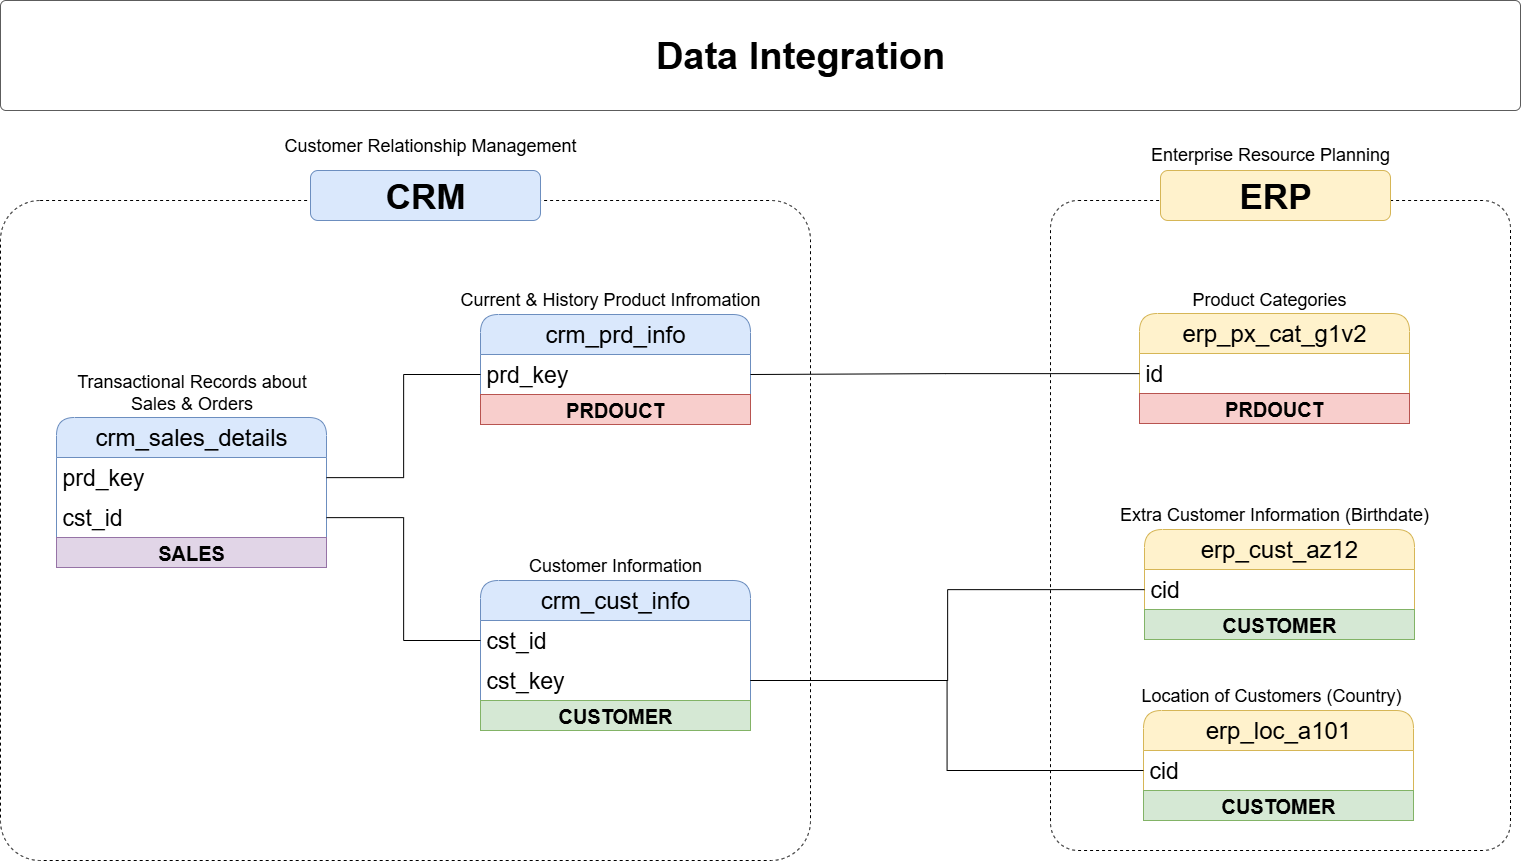 Data Integration
Customer Relationship Management
CRM
Enterprise Resource Planning
ERP
Transactional Records about
Sales & Orders
crm_sales_details
prd_key
cst_id
SALES
Current & History Product Infromation
crm_prd_info
prd_key
PRDOUCT
Customer Information
crm_cust_info
cst_id
cst_key
CUSTOMER
Product Categories
erp_px_cat_g1v2
id
PRDOUCT
Extra Customer Information (Birthdate)
erp_cust_az12
cid
CUSTOMER
Location of Customers (Country)
erp_loc_a101
cid
CUSTOMER